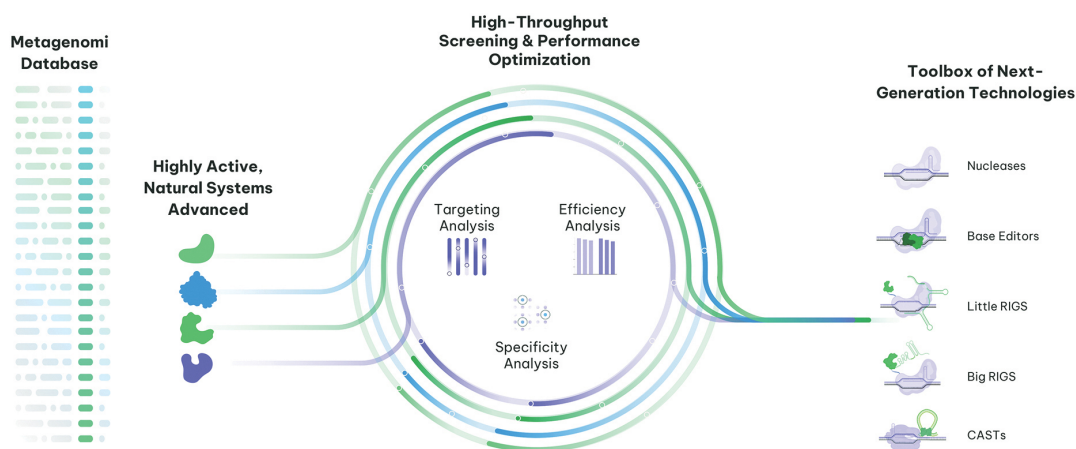 Metagenomi
Database
Highly Active,
Natural Systems
Advanced
High-Throughput
Screening & Performance
Optimization
Targeting
Analysis
Efficiency
Analysis
Specificity
Analysis
Toolbox of Next-
Generation Technologies
Nucleases
Base Editors
Little RIGS
Big RIGS
CASTs